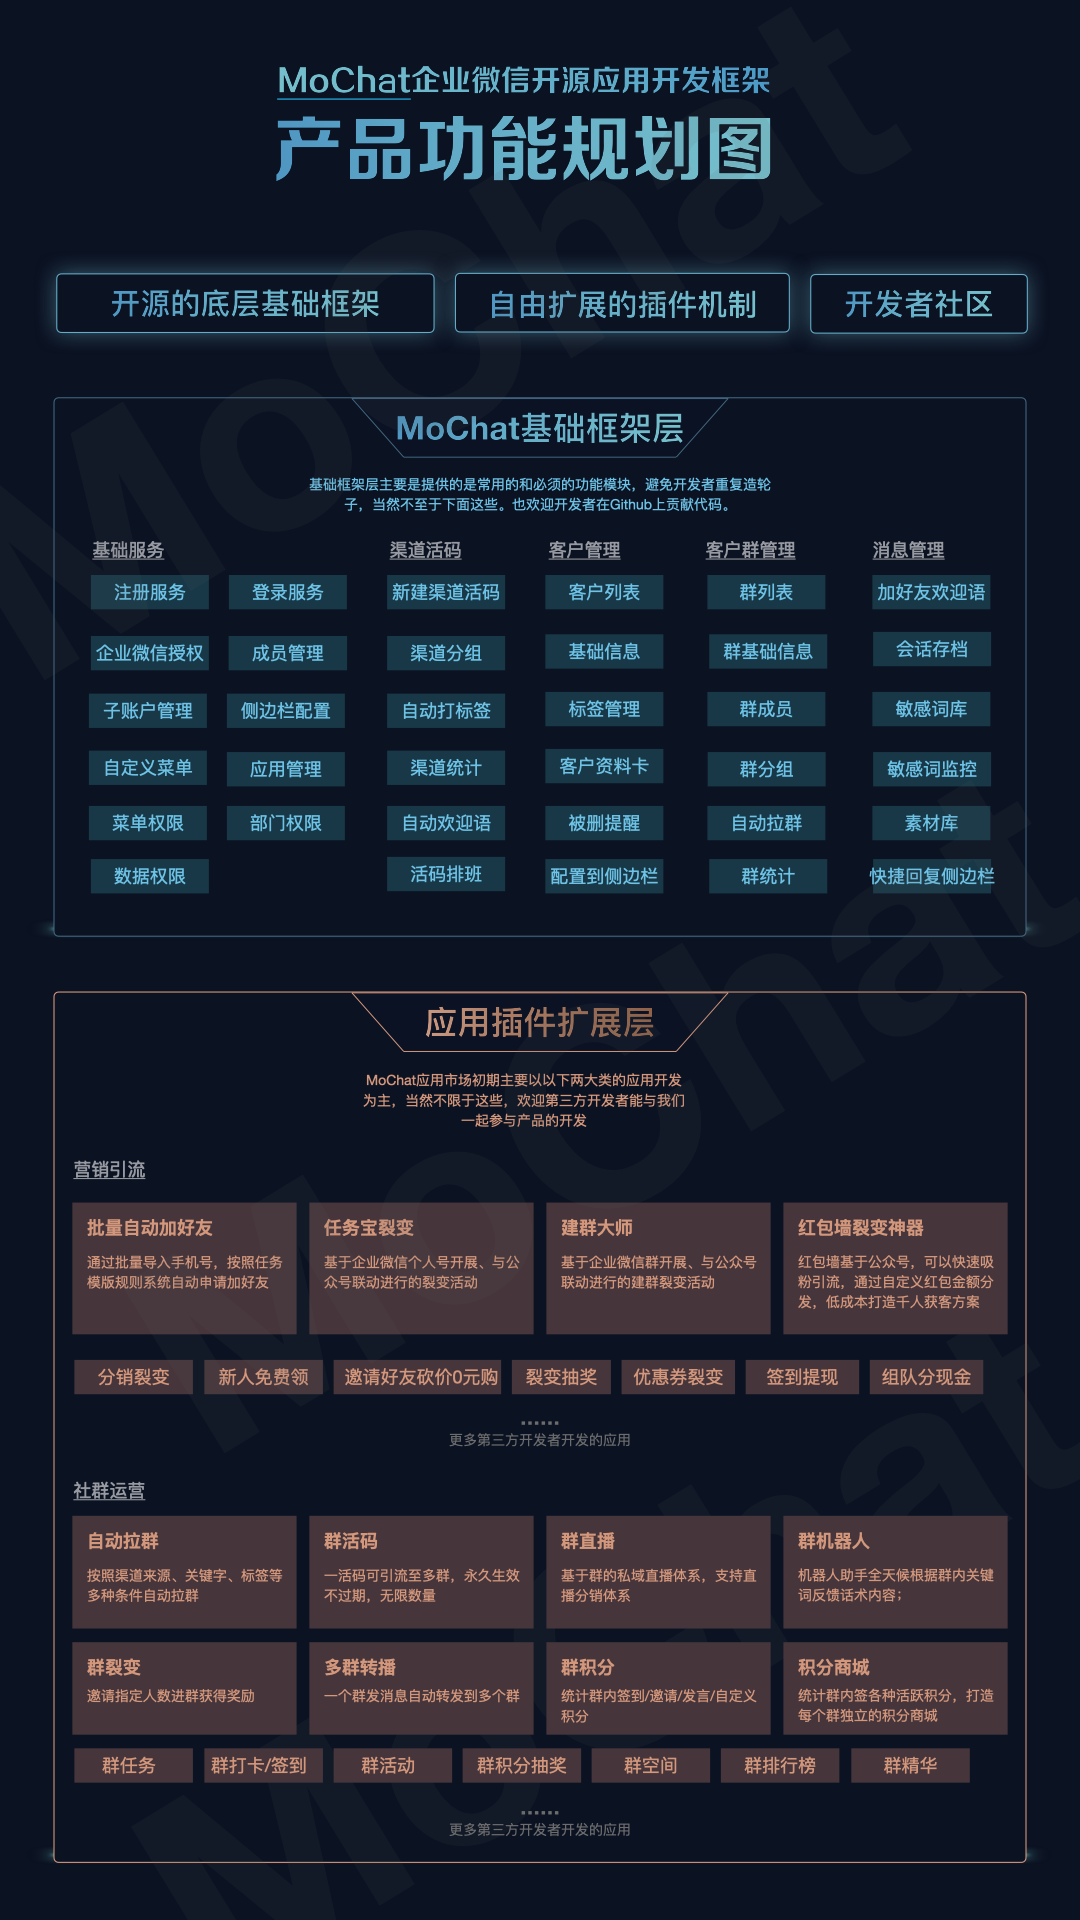 MoChat企业微信开源应用开发框架
产品功能规划图
开源的底层基础框架
自由扩展的插件机制
开发者社区
MoChat基础框架层
基础框架层主要是提供的是常用的和必须的功能模块，避免开发者重复造轮
子，当然不至于下面这些。也欢迎开发者在Github上贡献代码。
基础服务
注册服务 登录服务
企业微信授权 成员管理
子账户管理 侧边栏配置
自定义菜单 应用管理
菜单权限 部门权限
数据权限
渠道活码
新建渠道活码
渠道分组
自动打标签
渠道统计
自动欢迎语
活码排班
客户管理
客户列表
基础信息
标签管理
客户资料卡
被删提醒
配置到侧边栏
客户群管理
群列表
群基础信息
群成员
群分组
自动拉群
群统计
消息管理
加好友欢迎语
会话存档
敏感词库
敏感词监控
素材库
快捷回复侧边栏
应用插件扩展层
MoChat应用市场初期主要以以下两大类的应用开发
为主，当然不限于这些，欢迎第三方开发者能与我们
一起参与产品的开发
营销引流
批量自动加好友
通过批量导入手机号，按照任务
模版规则系统自动申请加好友
任务宝裂变
基于企业微信个人号开展、与公
众号联动进行的裂变活动
建群大师
基于企业微信群开展、与公众号
联动进行的建群裂变活动
红包墙裂变神器
红包墙基于公众号，可以快速吸
粉引流，通过自定义红包金额分
发，低成本打造千人获客方案
分销裂变 新人免费领 邀请好友砍价0元购 裂变抽奖 优惠券裂变 签到提现 组队分现金
......
更多第三方开发者开发的应用
社群运营
自动拉群
按照渠道来源、关键字、标签等
多种条件自动拉群
群活码
一活码可引流至多群，永久生效
不过期，无限数量
群直播
基于群的私域直播体系，支持直
播分销体系
群机器人
机器人助手全天候根据群内关键
词反馈话术内容；
群裂变
邀请指定人数进群获得奖励
多群转播
一个群发消息自动转发到多个群
群积分
统计群内签到/邀请/发言/自定义
积分
积分商城
统计群内签各种活跃积分，打造
每个群独立的积分商城
群任务 群打卡/签到 群活动 群积分抽奖 群空间 群排行榜 群精华
......
更多第三方开发者开发的应用
MoChat
MoChat
MoChat